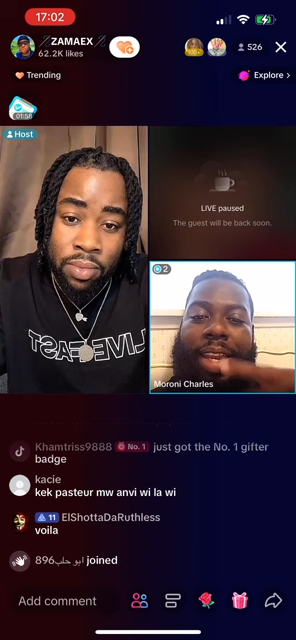 17:02
ZAMAEX
62.2K likes
526
Trending
Explore >
01:58
Host
LIVE paused
The guest will be back soon.
LIVEFAST
2
Moroni Charles
Khamtriss9888 No. 1 just got the No. 1 gifter
badge
kacie
kek pasteur mw anvi wi la wi
11 ElShottaDaRuthless
voila
ابو حلب896 joined
Add comment